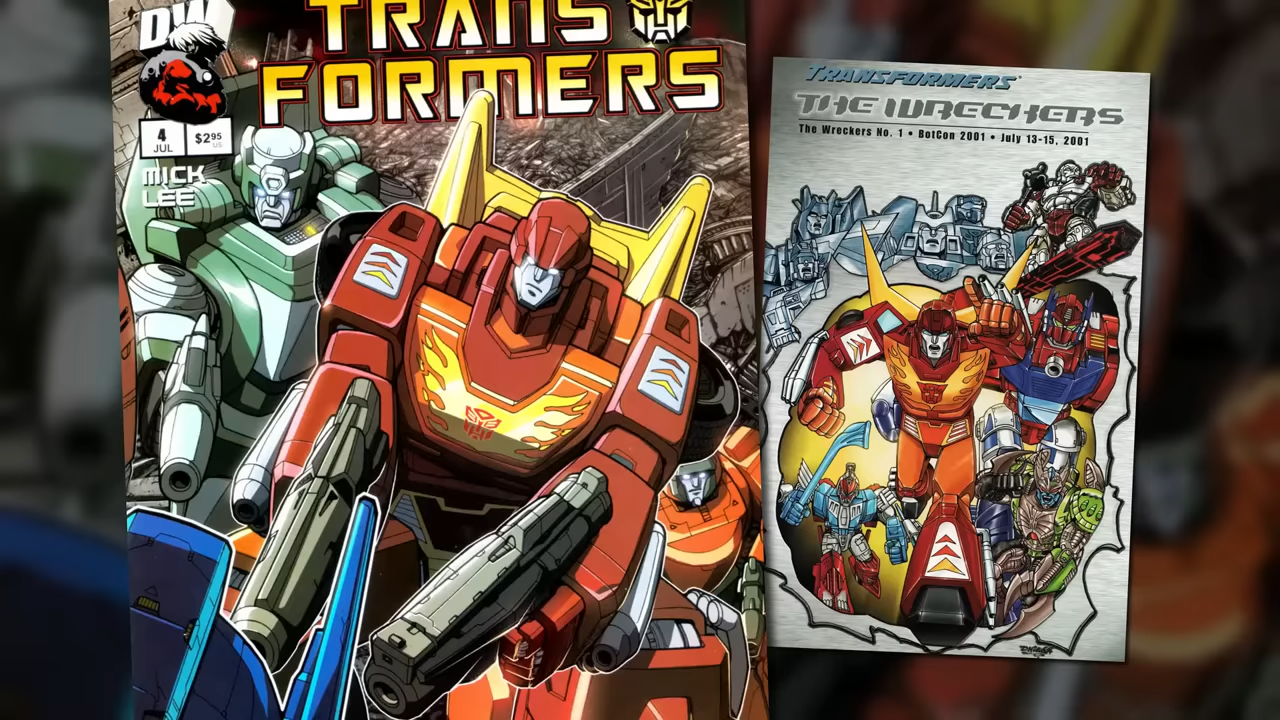 DW
TRANS
FORMERS
4
JUL
$2.95
US
MICK
LEE
TRANSFORMERS
THE WRECKERS
The Wreckers No. 1 • BotCon 2001 • July 13-15, 2001